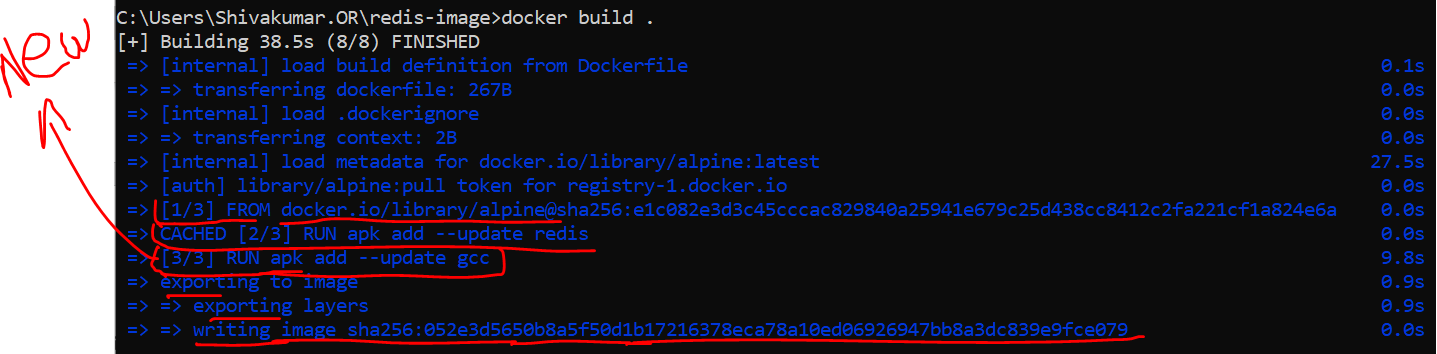 New
C:\Users\Shivakumar.OR\redis-image>docker build .
[+] Building 38.5s (8/8) FINISHED
=> [internal] load build definition from Dockerfile 0.1s
=> => transferring dockerfile: 267B 0.0s
=> [internal] load .dockerignore 0.0s
=> => transferring context: 2B 0.0s
=> [internal] load metadata for docker.io/library/alpine:latest 27.5s
=> [auth] library/alpine:pull token for registry-1.docker.io 0.0s
=> [1/3] FROM docker.io/library/alpine@sha256:e1c082e3d3c45cccac829840a25941e679c25d438cc8412c2fa221cf1a824e6a 0.0s
=> CACHED [2/3] RUN apk add --update redis 0.0s
=> [3/3] RUN apk add --update gcc 9.8s
=> exporting to image 0.9s
=> => exporting layers 0.9s
=> => writing image sha256:052e3d5650b8a5f50d1b17216378eca78a10ed06926947bb8a3dc839e9fce079 0.0s